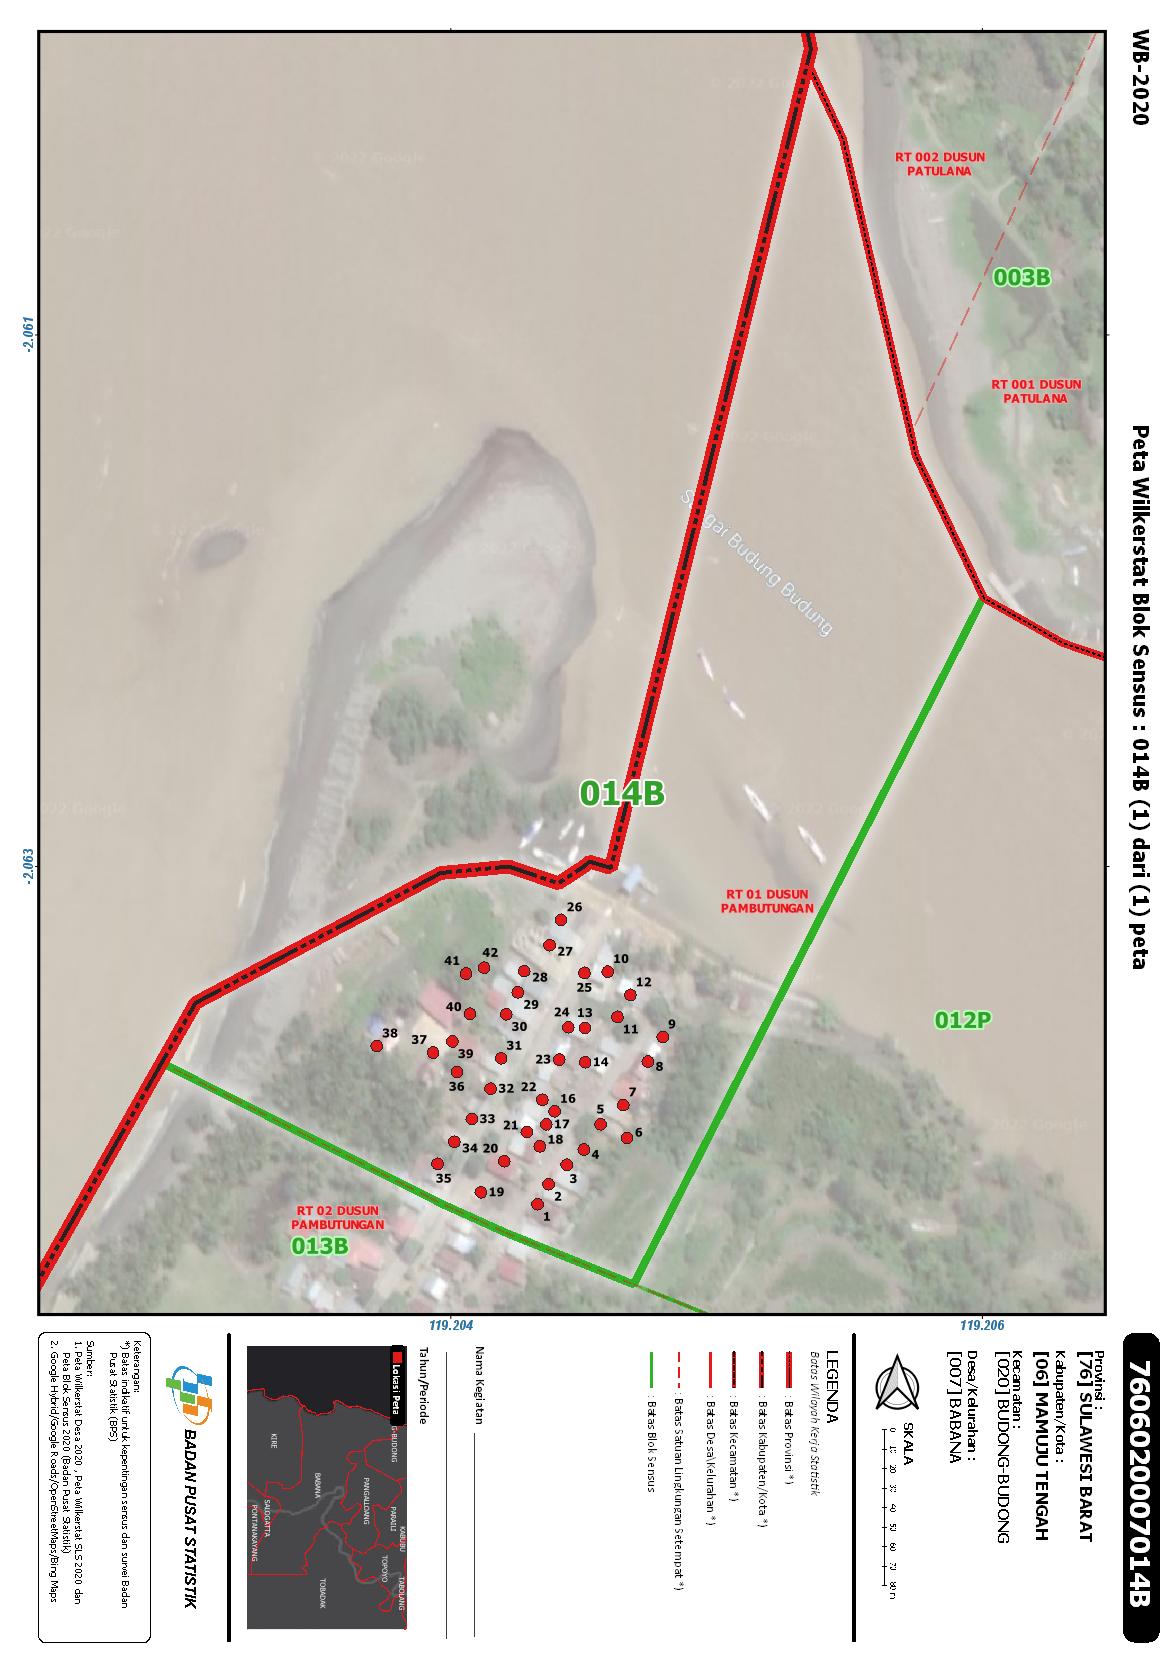 WB-2020
Peta Wilkerstat Blok Sensus : 014B (1) dari (1) peta
7606020007014B
Provinsi :
[76] SULAWESI BARAT
Kabupaten/Kota :
[06] MAMUJU TENGAH
Kecamatan :
[020] BUDONG-BUDONG
Desa/Kelurahan :
[007] BABANA
SKALA
0 10 20 30 40 50 60 70 80 m
LEGENDA
Batas Wilayah Kerja Statistik
: Batas Provinsi *)
: Batas Kabupaten/Kota *)
: Batas Kecamatan *)
: Batas Desa\Kelurahan *)
: Batas Satuan Lingkungan Setempat *)
: Batas Blok Sensus
Nama Kegiatan
Tahun/Periode
Lokasi Peta
G-BUDONG
KABUBU
TABOLANG
PARAILI
TOPOYO
PANGALLOANG
BABANA
TOBADAK
KIRE
SALOGATTA
PONTANAKAYANG
BADAN PUSAT STATISTIK
Keterangan:
*) Batas indikatif untuk kepentingan sensus dan survei Badan
Pusat Statistik (BPS)
Sumber:
1. Peta Wilkerstat Desa 2020 , Peta Wilkerstat SLS 2020 dan
Peta Blok Sensus 2020 (Badan Pusat Statistik)
2. Google Hybrid/Google Roads/OpenStreetMaps/Bing Maps
-2.061
-2.063
119.204
119.206
RT 002 DUSUN
PATULANA
003B
RT 001 DUSUN
PATULANA
Sungai Budung Budung
014B
RT 01 DUSUN
PAMBUTUNGAN
012P
RT 02 DUSUN
PAMBUTUNGAN
013B
© 2022 Google
26
27
42
41
28
10
25
12
29
40
30
24
13
11
9
38
37
39
31
23
14
8
36
32
22
16
7
33
21
17
5
6
34
20
18
4
35
19
3
2
1